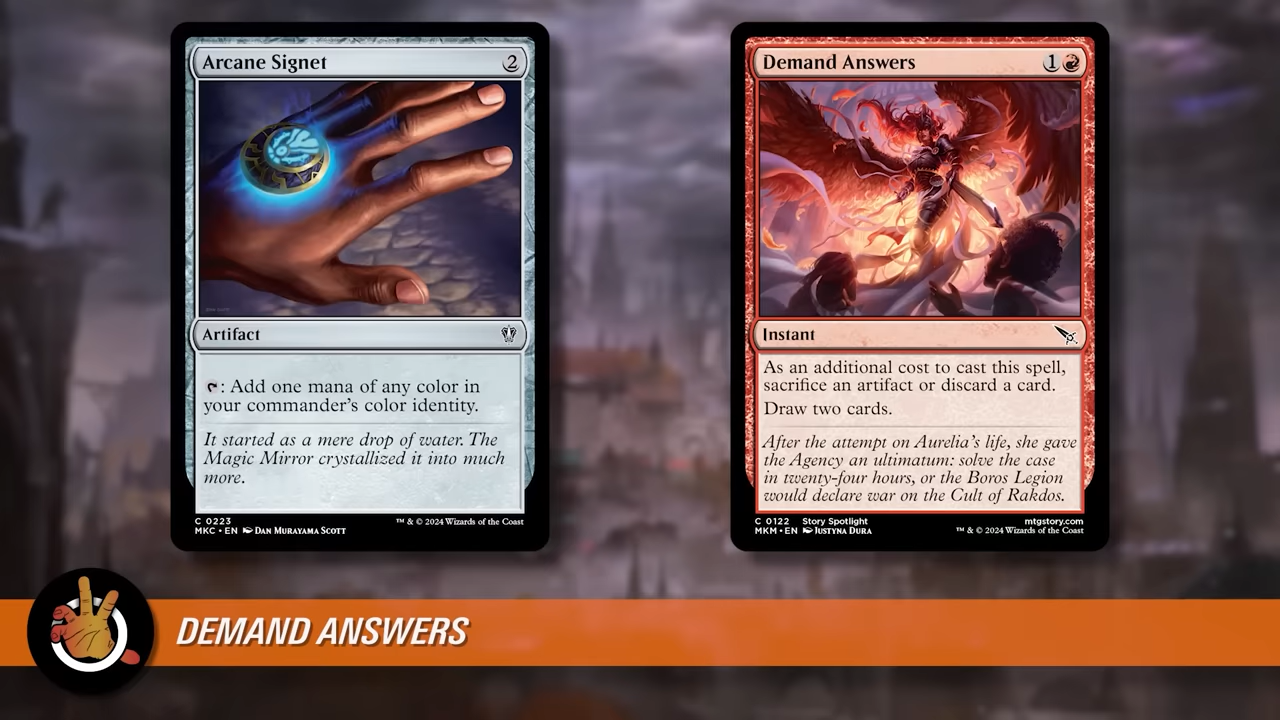 Arcane Signet 2
Artifact
: Add one mana of any color in
your commander's color identity.
It started as a mere drop of water. The
Magic Mirror crystallized it into much
more.
C 0223
MKC • EN DAN MURAYAMA SCOTT
™ & © 2024 Wizards of the Coast
Demand Answers 1
Instant
As an additional cost to cast this spell,
sacrifice an artifact or discard a card.
Draw two cards.
After the attempt on Aurelia's life, she gave
the Agency an ultimatum: solve the case
in twenty-four hours, or the Boros Legion
would declare war on the Cult of Rakdos.
C 0122 Story Spotlight
MKM • EN JUSTYNA DURA
mtgstory.com
™ & © 2024 Wizards of the Coast
DEMAND ANSWERS